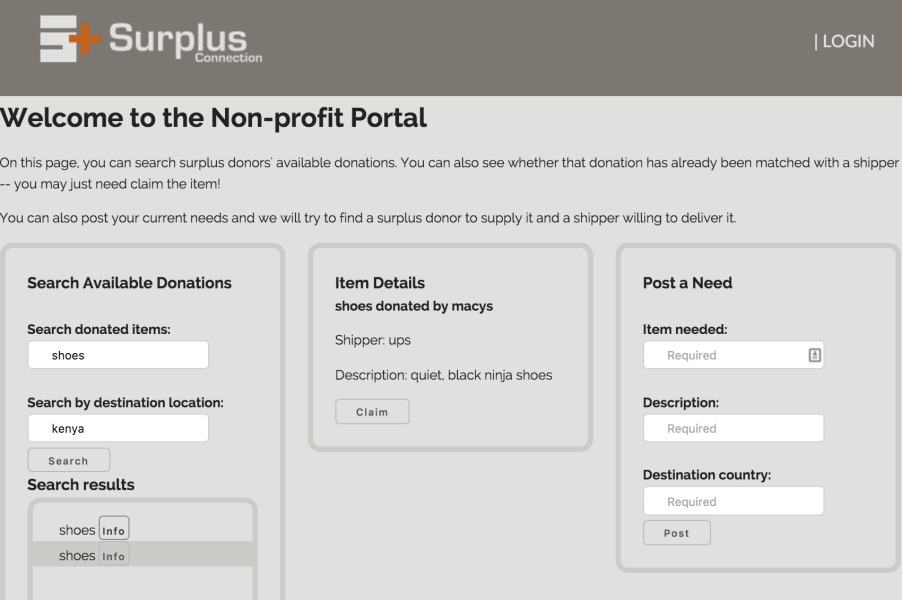 Surplus
Connection
| LOGIN
Welcome to the Non-profit Portal
On this page, you can search surplus donors' available donations. You can also see whether that donation has already been matched with a shipper
-- you may just need claim the item!
You can also post your current needs and we will try to find a surplus donor to supply it and a shipper willing to deliver it.
Search Available Donations
Search donated items:
shoes
Search by destination location:
kenya
Search
Search results
shoes Info
shoes Info
Item Details
shoes donated by macys
Shipper: ups
Description: quiet, black ninja shoes
Claim
Post a Need
Item needed:
Required
Description:
Required
Destination country:
Required
Post